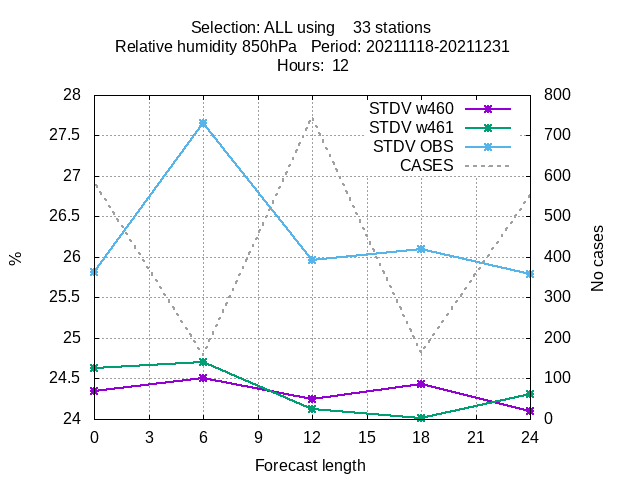 Selection: ALL using    33 stations
Relative humidity 850hPa   Period: 20211118-20211231
Hours:  12
28 800
STDV w460
27.5 STDV w461 700
STDV OBS
27 CASES 600
26.5 500
% 26 400 No cases
25.5 300
25 200
24.5 100
24 0
0 3 6 9 12 15 18 21 24
Forecast length